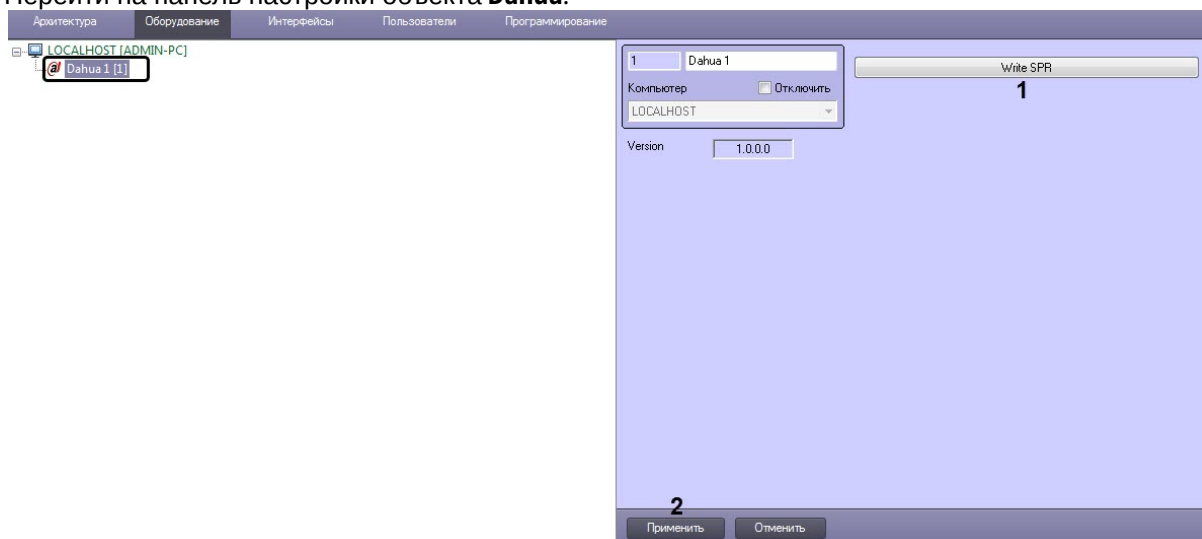 Перейти на панель настройки объекта Dahua.
Архитектура Оборудование Интерфейсы Пользователи Программирование
LOCALHOST [ADMIN-PC]
Dahua 1 [1]
1 Dahua 1
Write SPR
1
Компьютер Отключить
LOCALHOST
Version 1.0.0.0
2
Применить Отменить